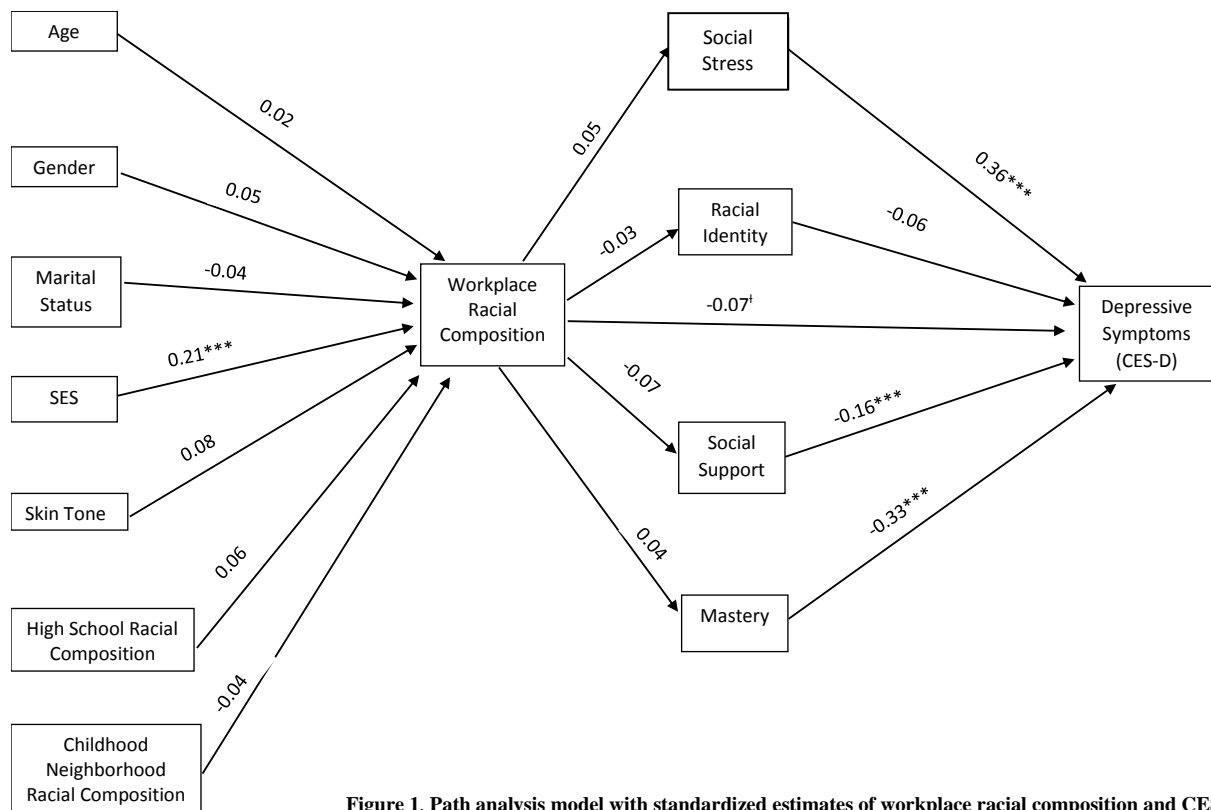 Age
Gender
Marital
Status
SES
Skin Tone
High School Racial
Composition
Childhood
Neighborhood
Racial Composition
0.02
0.05
-0.04
0.21***
0.08
0.06
-0.04
Workplace
Racial
Composition
0.05
-0.03
-0.07ƚ
-0.07
0.04
Social
Stress
Racial
Identity
Social
Support
Mastery
0.36***
-0.06
-0.16***
-0.33***
Depressive
Symptoms
(CES-D)
Figure 1. Path analysis model with standardized estimates of workplace racial composition and CES